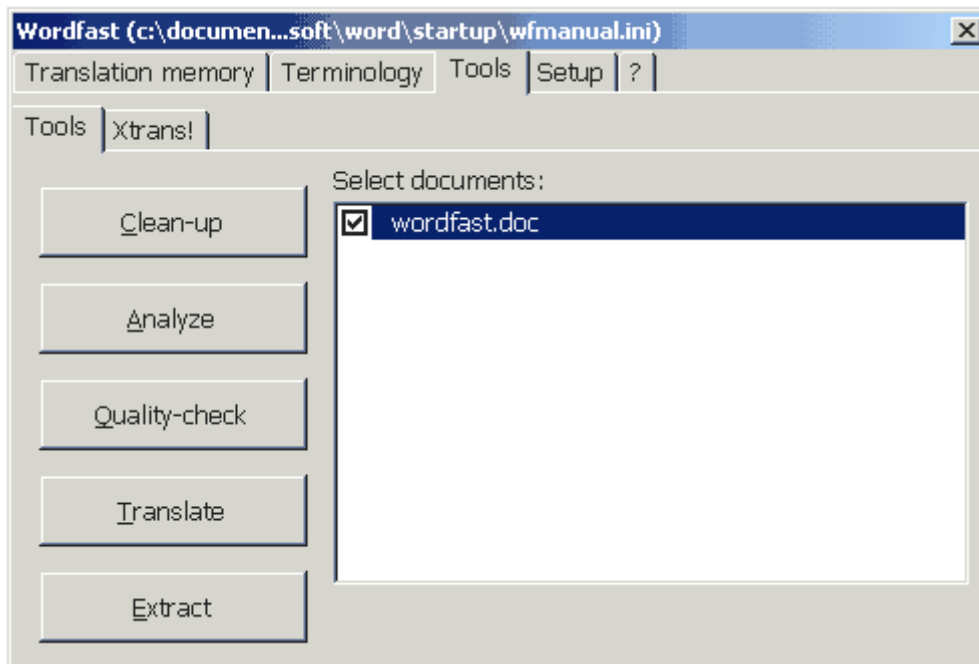 Wordfast (c:\documen...soft\word\startup\wfmanual.ini)
Translation memory Terminology Tools Setup ?
Tools Xtrans!
Select documents:
Clean-up
wordfast.doc
Analyze
Quality-check
Translate
Extract